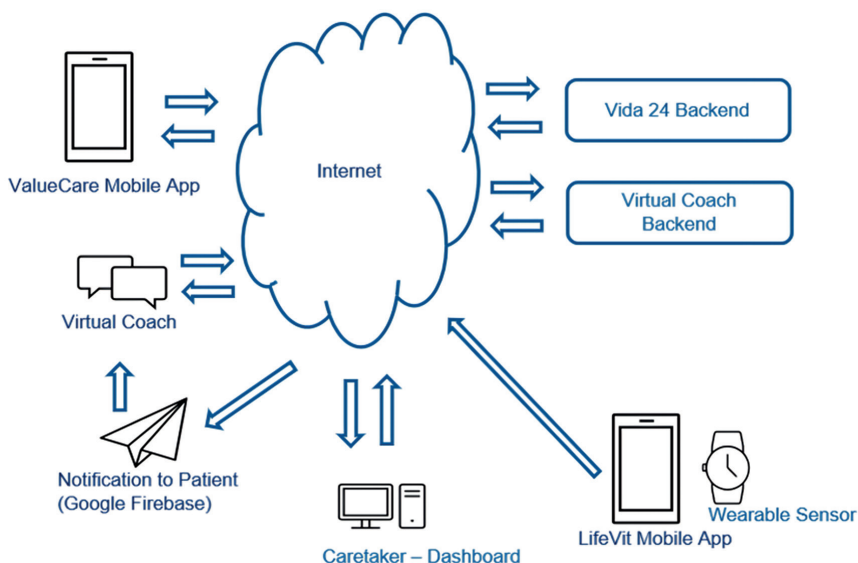 ValueCare Mobile App
Internet
Vida 24 Backend
Virtual Coach
Backend
Virtual Coach
Notification to Patient
(Google Firebase)
Caretaker – Dashboard
LifeVit Mobile App
Wearable Sensor